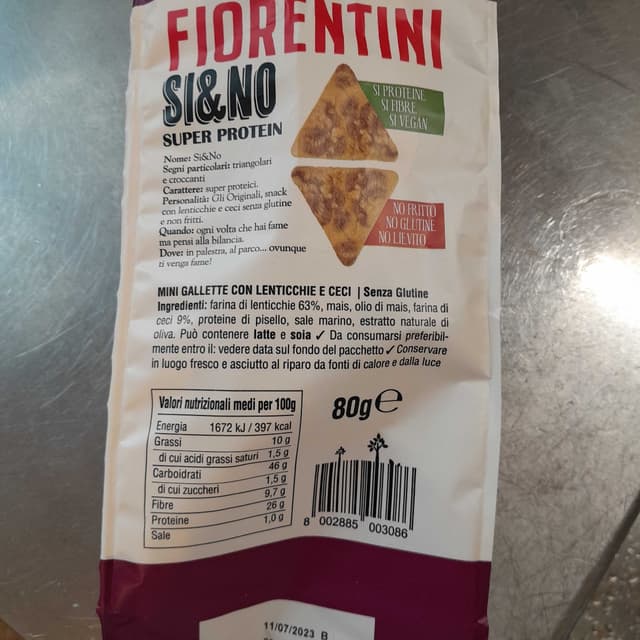 FIORENTINI
SI&NO
SUPER PROTEIN
SI PROTEINE
SI FIBRE
SI VEGAN
Nome: Si&No
Segni particolari: triangolari
e croccanti
Carattere: super proteici.
Personalità: Gli Originali, snack
con lenticchie e ceci senza glutine
e non fritti.
Quando: ogni volta che hai fame
ma pensi alla bilancia.
Dove: in palestra, al parco... ovunque
ti venga fame!
NO FRITTO
NO GLUTINE
NO LIEVITO
MINI GALLETTE CON LENTICCHIE E CECI | Senza Glutine
Ingredienti: farina di lenticchie 63%, mais, olio di mais, farina di
ceci 9%, proteine di pisello, sale marino, estratto naturale di
oliva. Può contenere latte e soia ✓ Da consumarsi preferibil-
mente entro il: vedere data sul fondo del pacchetto ✓ Conservare
in luogo fresco e asciutto al riparo da fonti di calore e dalla luce
Valori nutrizionali medi per 100g
Energia 1672 kJ / 397 kcal
Grassi 10 g
di cui acidi grassi saturi 1,5 g
Carboidrati 46 g
di cui zuccheri 1,5 g
Fibre 9,7 g
Proteine 26 g
Sale 1,0 g
80g e
8 002885 003086
11/07/2023 B